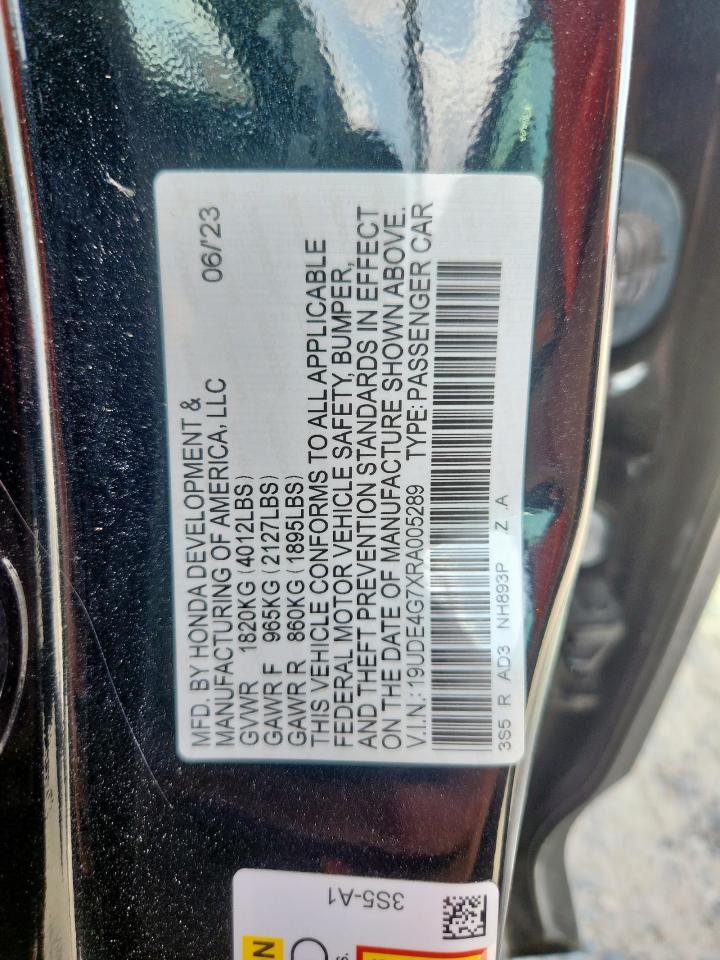 MFD. BY HONDA DEVELOPMENT & 06/'23
MANUFACTURING OF AMERICA, LLC
GVWR 1820KG (4012LBS)
GAWR F 965KG (2127LBS)
GAWR R 860KG (1895LBS)
THIS VEHICLE CONFORMS TO ALL APPLICABLE
FEDERAL MOTOR VEHICLE SAFETY, BUMPER,
AND THEFT PREVENTION STANDARDS IN EFFECT
ON THE DATE OF MANUFACTURE SHOWN ABOVE.
V.I.N.:19UDE4G7XRA005289 TYPE:PASSENGER CAR
3S5 R AD3 NH893P Z .A
3S5-A1